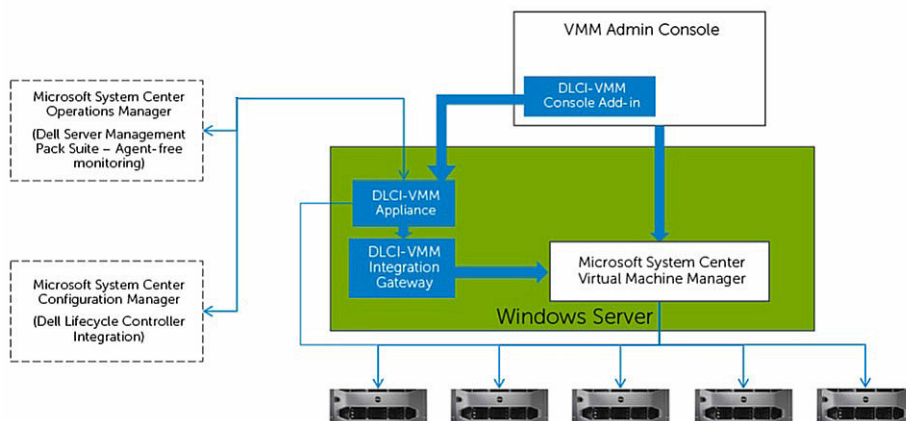 VMM Admin Console
DLCI-VMM
Console Add-in
Microsoft System Center
Operations Manager
(Dell Server Management
Pack Suite – Agent-free
monitoring)
DLCI-VMM
Appliance
DLCI-VMM
Integration
Gateway
Microsoft System Center
Virtual Machine Manager
Microsoft System Center
Configuration Manager
(Dell Lifecycle Controller
Integration)
Windows Server